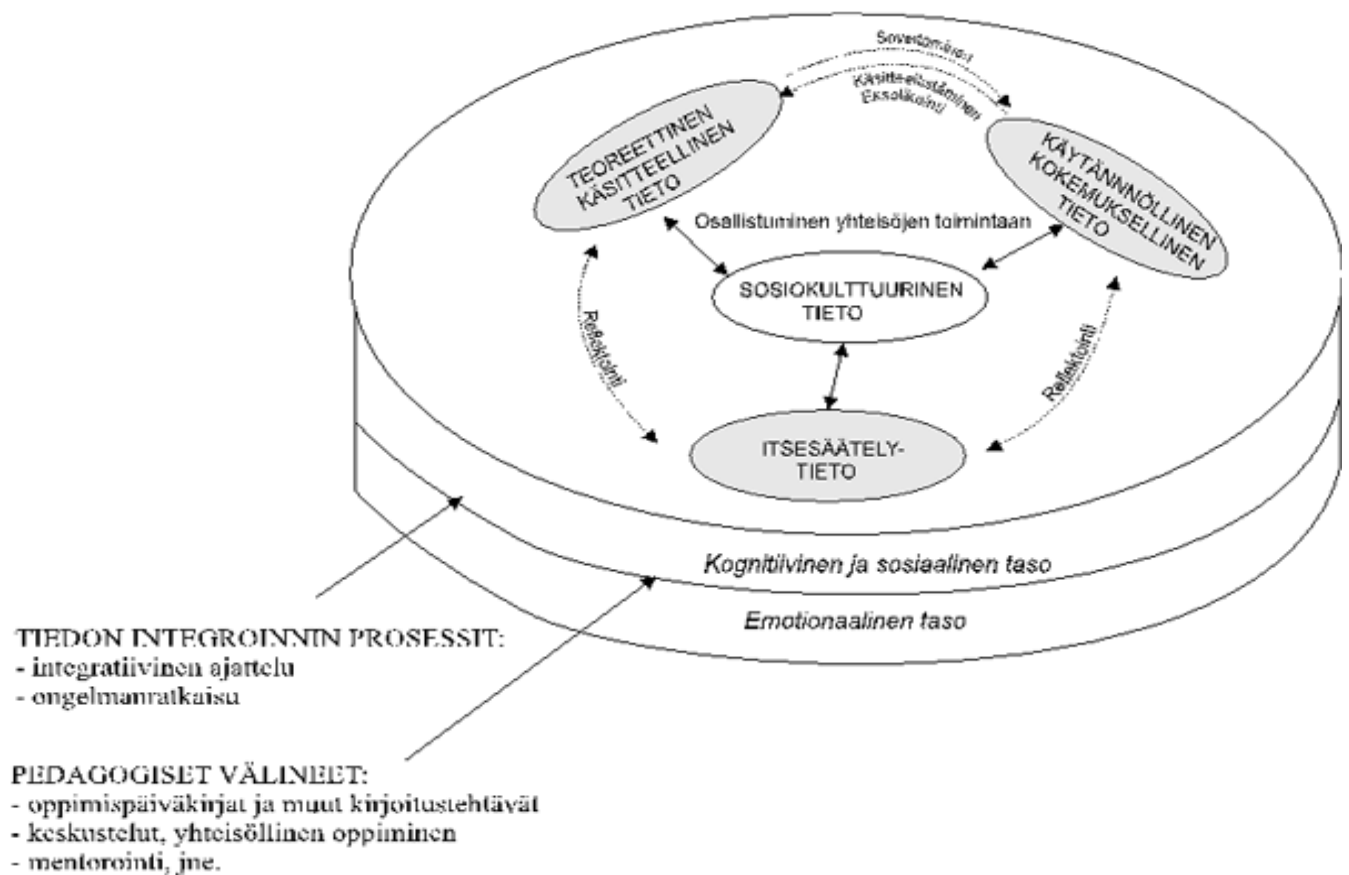 Soveltaminen
Käsitteellistäminen
Eksplikointi
TEOREETTINEN
KÄSITTEELLINEN
TIETO
KÄYTÄNNNÖLLINEN
KOKEMUKSELLINEN
TIETO
Osallistuminen yhteisöjen toimintaan
SOSIOKULTTUURINEN
TIETO
Reflektointi
Reflektointi
ITSESÄÄTELY-
TIETO
Kognitiivinen ja sosiaalinen taso
Emotionaalinen taso
TIEDON INTEGROINNIN PROSESSIT:
- integratiivinen ajattelu
- ongelmanratkaisu
PEDAGOGISET VÄLINEET:
- oppimispäiväkirjat ja muut kirjoitustehtävät
- keskustelut, yhteisöllinen oppiminen
- mentorointi, jne.